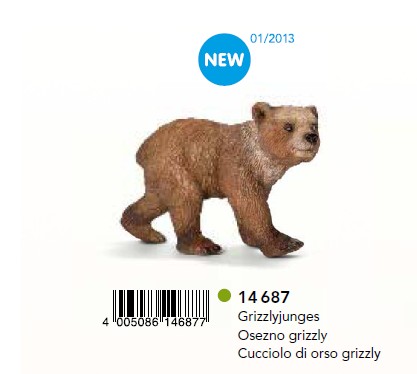 01/2013
NEW
14 687
Grizzlyjunges
Osezno grizzly
Cucciolo di orso grizzly
4 005086 146877